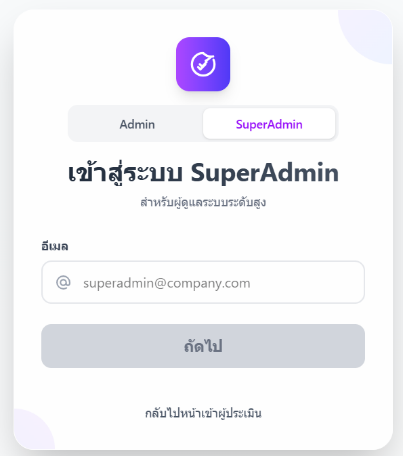 Admin SuperAdmin
เข้าสู่ระบบ SuperAdmin
สำหรับผู้ดูแลระบบระดับสูง
อีเมล
superadmin@company.com
ถัดไป
กลับไปหน้าเข้าผู้ประเมิน